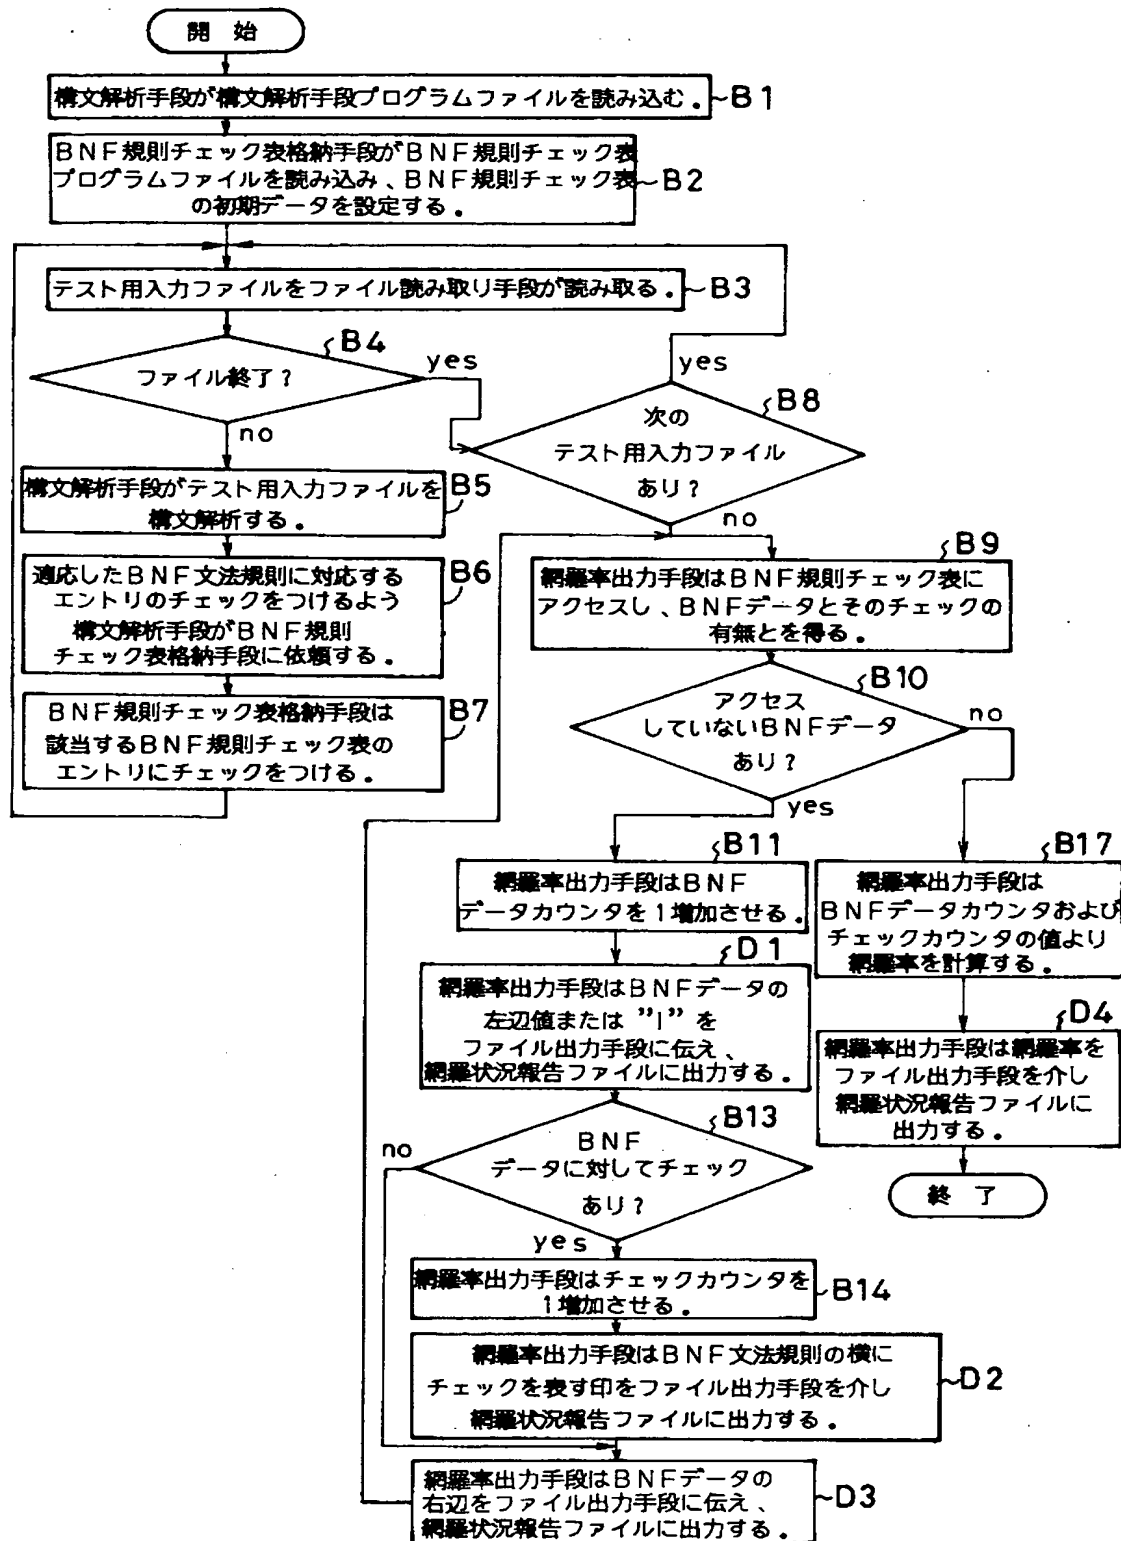 開始
構文解析手段が構文解析手段プログラムファイルを読み込む。
B1
BNF規則チェック表格納手段がBNF規則チェック表
プログラムファイルを読み込み、BNF規則チェック表
の初期データを設定する。
B2
テスト用入力ファイルをファイル読み取り手段が読み取る。
B3
B4
ファイル終了?
yes
no
yes
B8
次の
テスト用入力ファイル
あり?
no
構文解析手段がテスト用入力ファイルを
構文解析する。
B5
適応したBNF文法規則に対応する
エントリのチェックをつけるよう
構文解析手段がBNF規則
チェック表格納手段に依頼する。
B6
BNF規則チェック表格納手段は
該当するBNF規則チェック表の
エントリにチェックをつける。
B7
B9
網羅率出力手段はBNF規則チェック表に
アクセスし、BNFデータとそのチェックの
有無とを得る。
B10
アクセス
していないBNFデータ
あり?
no
yes
B11
網羅率出力手段はBNF
データカウンタを1増加させる。
B17
網羅率出力手段は
BNFデータカウンタおよび
チェックカウンタの値より
網羅率を計算する。
D1
網羅率出力手段はBNFデータの
左辺値または "|" を
ファイル出力手段に伝え、
網羅状況報告ファイルに出力する。
D4
網羅率出力手段は網羅率を
ファイル出力手段を介し
網羅状況報告ファイルに
出力する。
終了
B13
BNF
データに対してチェック
あり?
no
yes
網羅率出力手段はチェックカウンタを
1増加させる。
B14
網羅率出力手段はBNF文法規則の横に
チェックを表す印をファイル出力手段を介し
網羅状況報告ファイルに出力する。
D2
網羅率出力手段はBNFデータの
右辺をファイル出力手段に伝え、
網羅状況報告ファイルに出力する。
D3